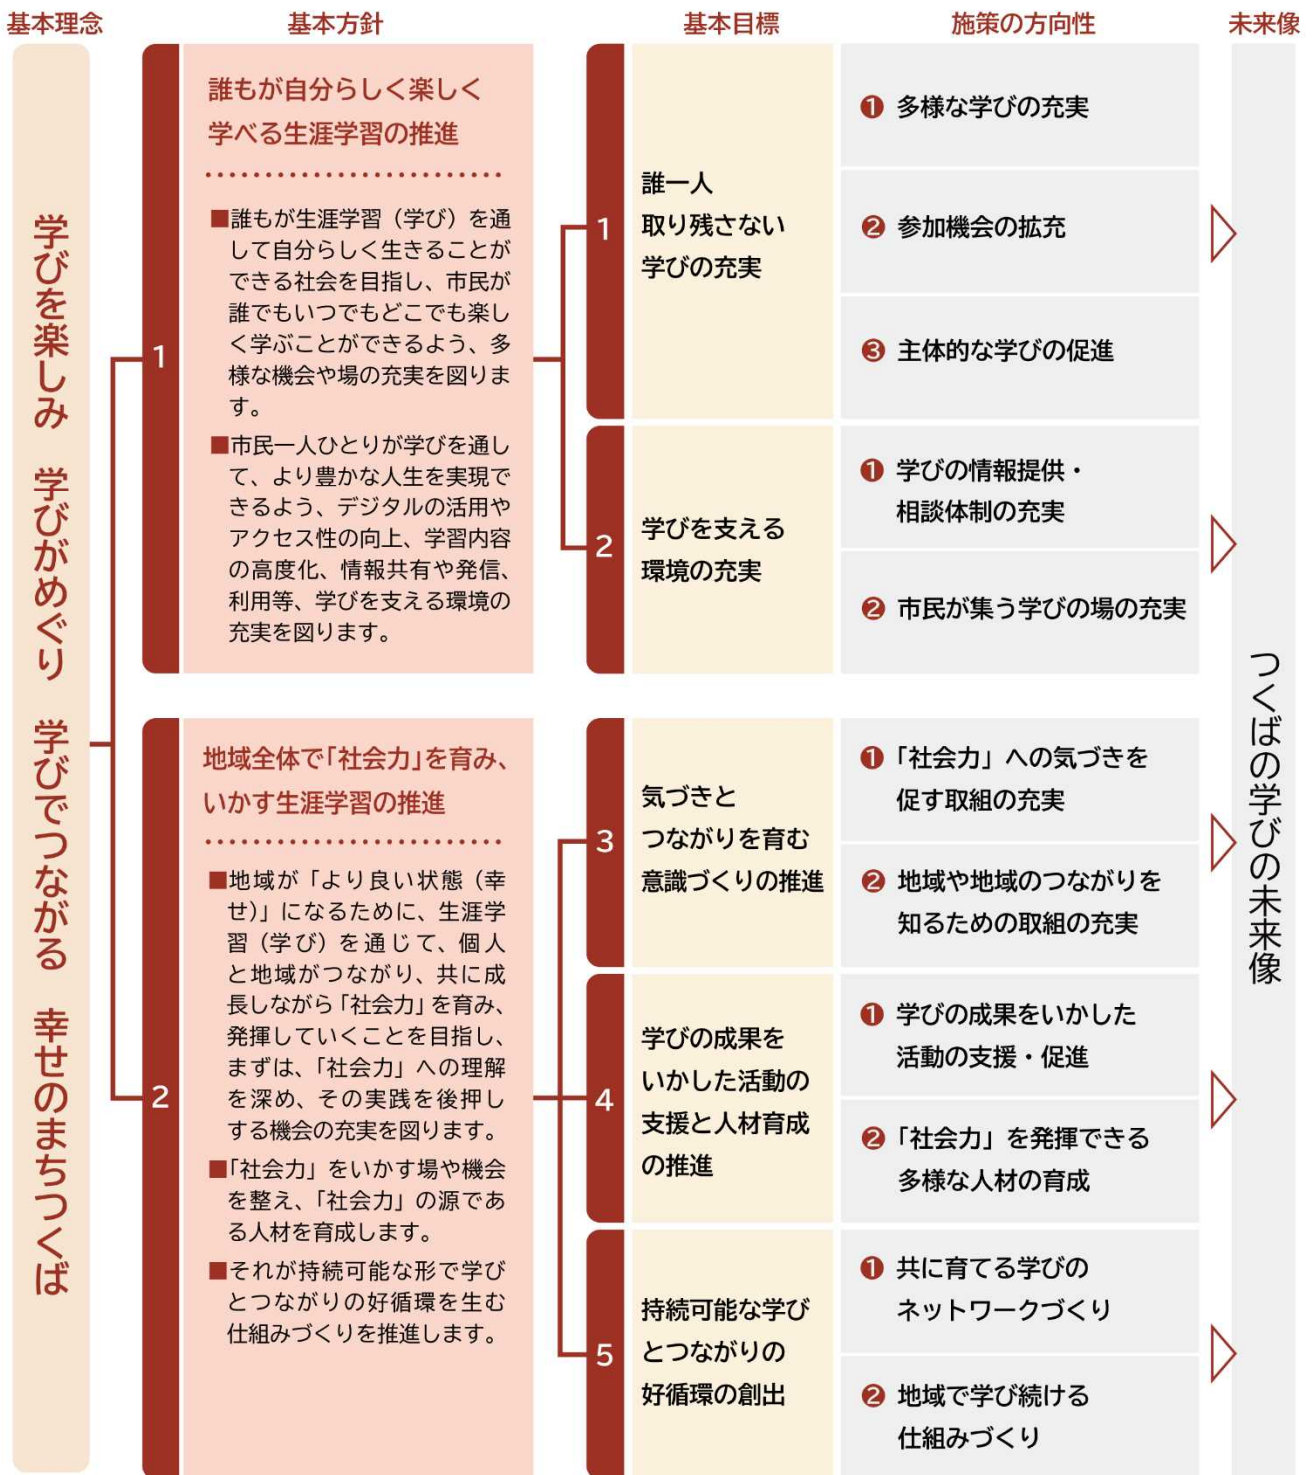 基本理念
基本方針
基本目標
施策の方向性
未来像
学びを楽しみ　学びがめぐり　学びでつながる　幸せのまちつくば
1
誰もが自分らしく楽しく
学べる生涯学習の推進
■誰もが生涯学習（学び）を通
して自分らしく生きることが
できる社会を目指し、市民が
誰でもいつでもどこでも楽し
く学ぶことができるよう、多
様な機会や場の充実を図りま
す。
■市民一人ひとりが学びを通し
て、より豊かな人生を実現で
きるよう、デジタルの活用や
アクセス性の向上、学習内容
の高度化、情報共有や発信、
利用等、学びを支える環境の
充実を図ります。
1
誰一人
取り残さない
学びの充実
❶ 多様な学びの充実
❷ 参加機会の拡充
❸ 主体的な学びの促進
2
学びを支える
環境の充実
❶ 学びの情報提供・
相談体制の充実
❷ 市民が集う学びの場の充実
2
地域全体で「社会力」を育み、
いかす生涯学習の推進
■地域が「より良い状態（幸
せ）」になるために、生涯学
習（学び）を通じて、個人
と地域がつながり、共に成
長しながら「社会力」を育み、
発揮していくことを目指し、
まずは、「社会力」への理解
を深め、その実践を後押し
する機会の充実を図ります。
■「社会力」をいかす場や機会
を整え、「社会力」の源であ
る人材を育成します。
■それが持続可能な形で学び
とつながりの好循環を生む
仕組みづくりを推進します。
3
気づきと
つながりを育む
意識づくりの推進
❶ 「社会力」への気づきを
促す取組の充実
❷ 地域や地域のつながりを
知るための取組の充実
4
学びの成果を
いかした活動の
支援と人材育成
の推進
❶ 学びの成果をいかした
活動の支援・促進
❷ 「社会力」を発揮できる
多様な人材の育成
5
持続可能な学び
とつながりの
好循環の創出
❶ 共に育てる学びの
ネットワークづくり
❷ 地域で学び続ける
仕組みづくり
つくばの学びの未来像